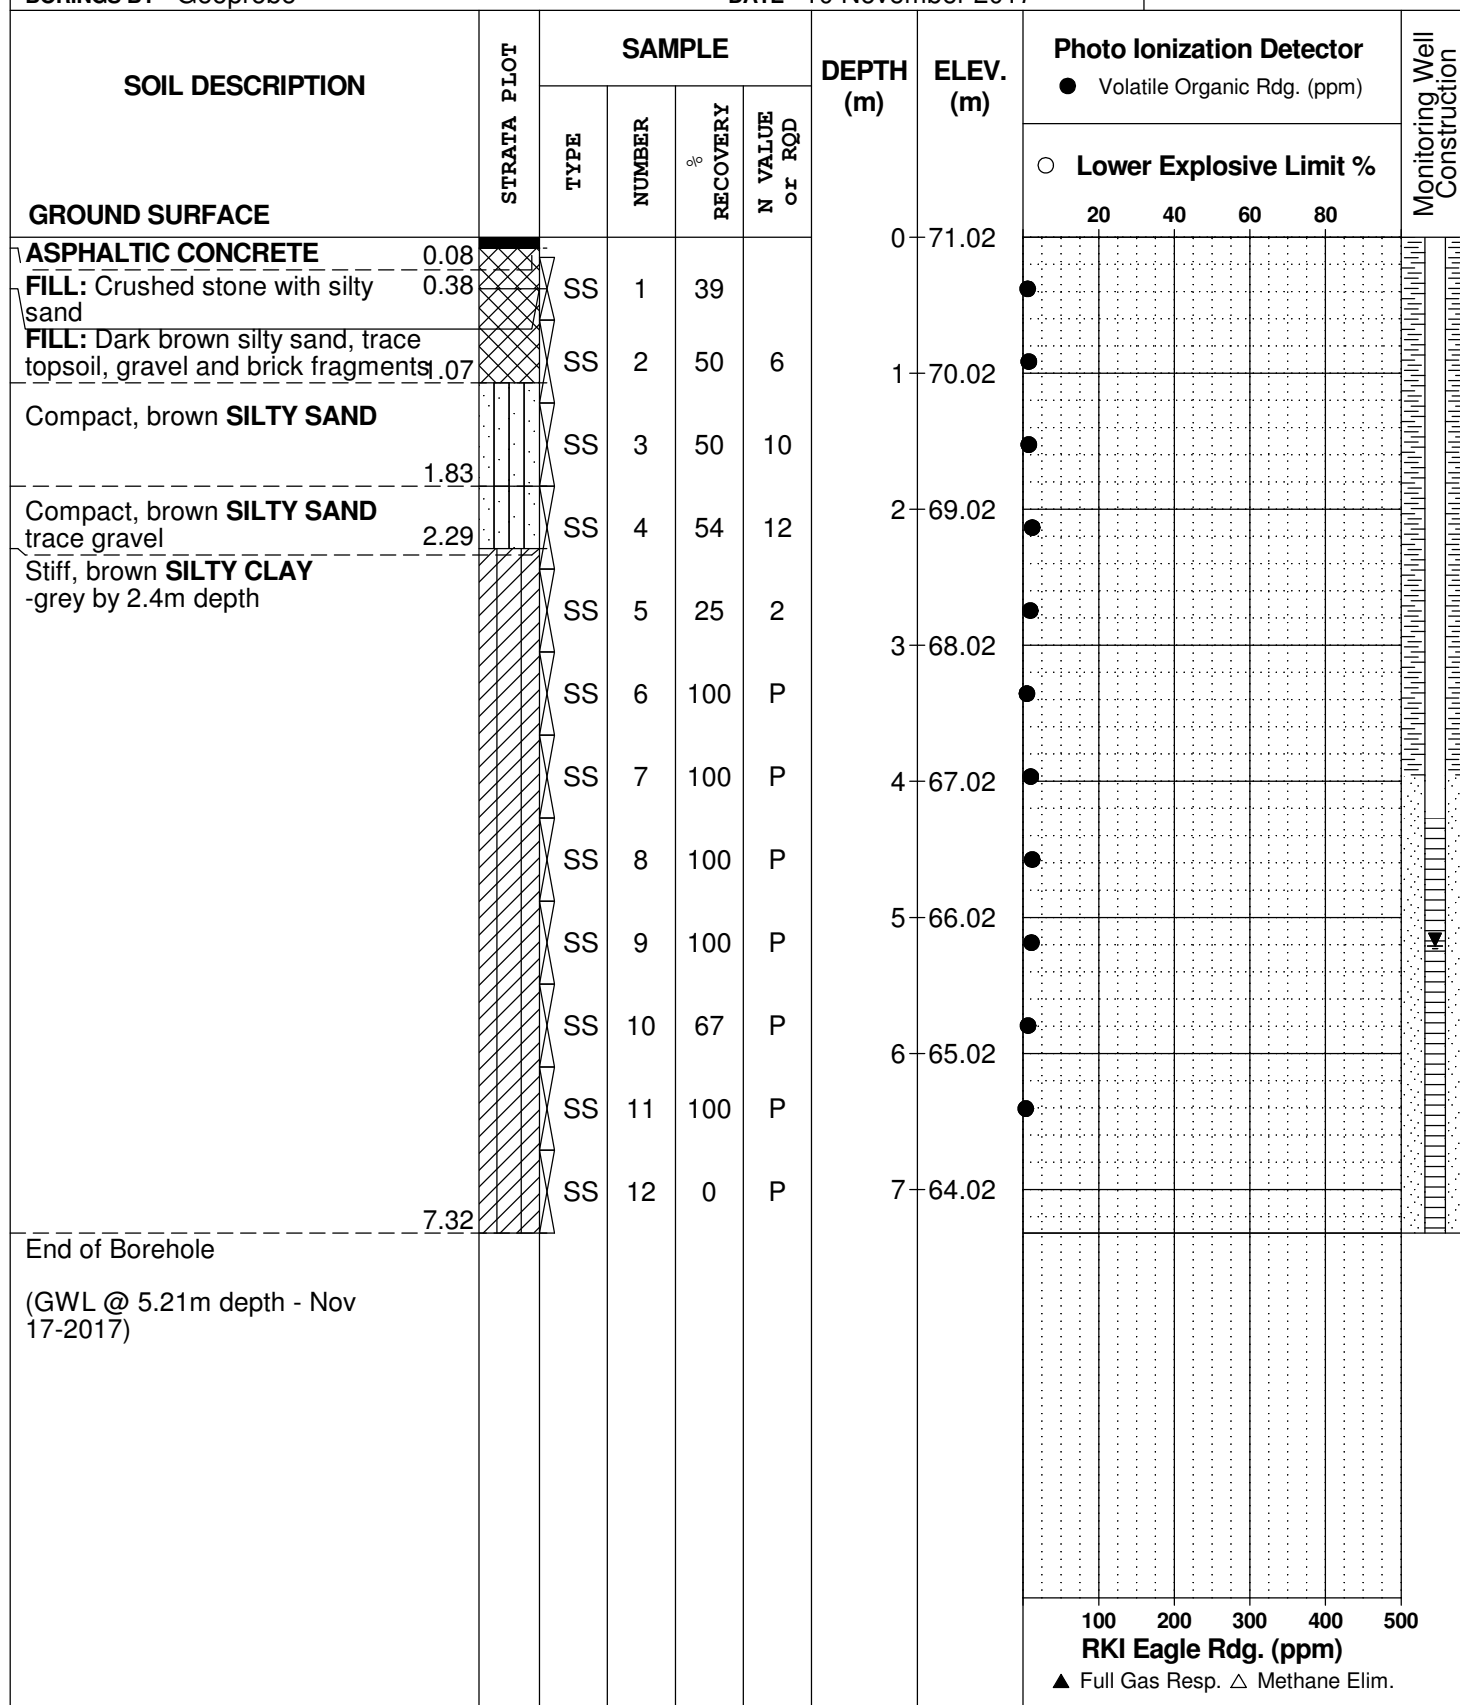 BORINGS BY Geoprobe DATE 10 November 2017
SOIL DESCRIPTION
GROUND SURFACE
STRATA PLOT
SAMPLE
TYPE
NUMBER
% RECOVERY
N VALUE or RQD
DEPTH (m)
ELEV. (m)
Photo Ionization Detector
● Volatile Organic Rdg. (ppm)
○ Lower Explosive Limit %
20 40 60 80
Monitoring Well Construction
ASPHALTIC CONCRETE 0.08
FILL: Crushed stone with silty 0.38
sand
FILL: Dark brown silty sand, trace
topsoil, gravel and brick fragments 1.07
Compact, brown SILTY SAND
1.83
Compact, brown SILTY SAND
trace gravel 2.29
Stiff, brown SILTY CLAY
-grey by 2.4m depth
7.32
End of Borehole
(GWL @ 5.21m depth - Nov
17-2017)
SS 1 39
SS 2 50 6
SS 3 50 10
SS 4 54 12
SS 5 25 2
SS 6 100 P
SS 7 100 P
SS 8 100 P
SS 9 100 P
SS 10 67 P
SS 11 100 P
SS 12 0 P
0 71.02
1 70.02
2 69.02
3 68.02
4 67.02
5 66.02
6 65.02
7 64.02
100 200 300 400 500
RKI Eagle Rdg. (ppm)
▲ Full Gas Resp. △ Methane Elim.